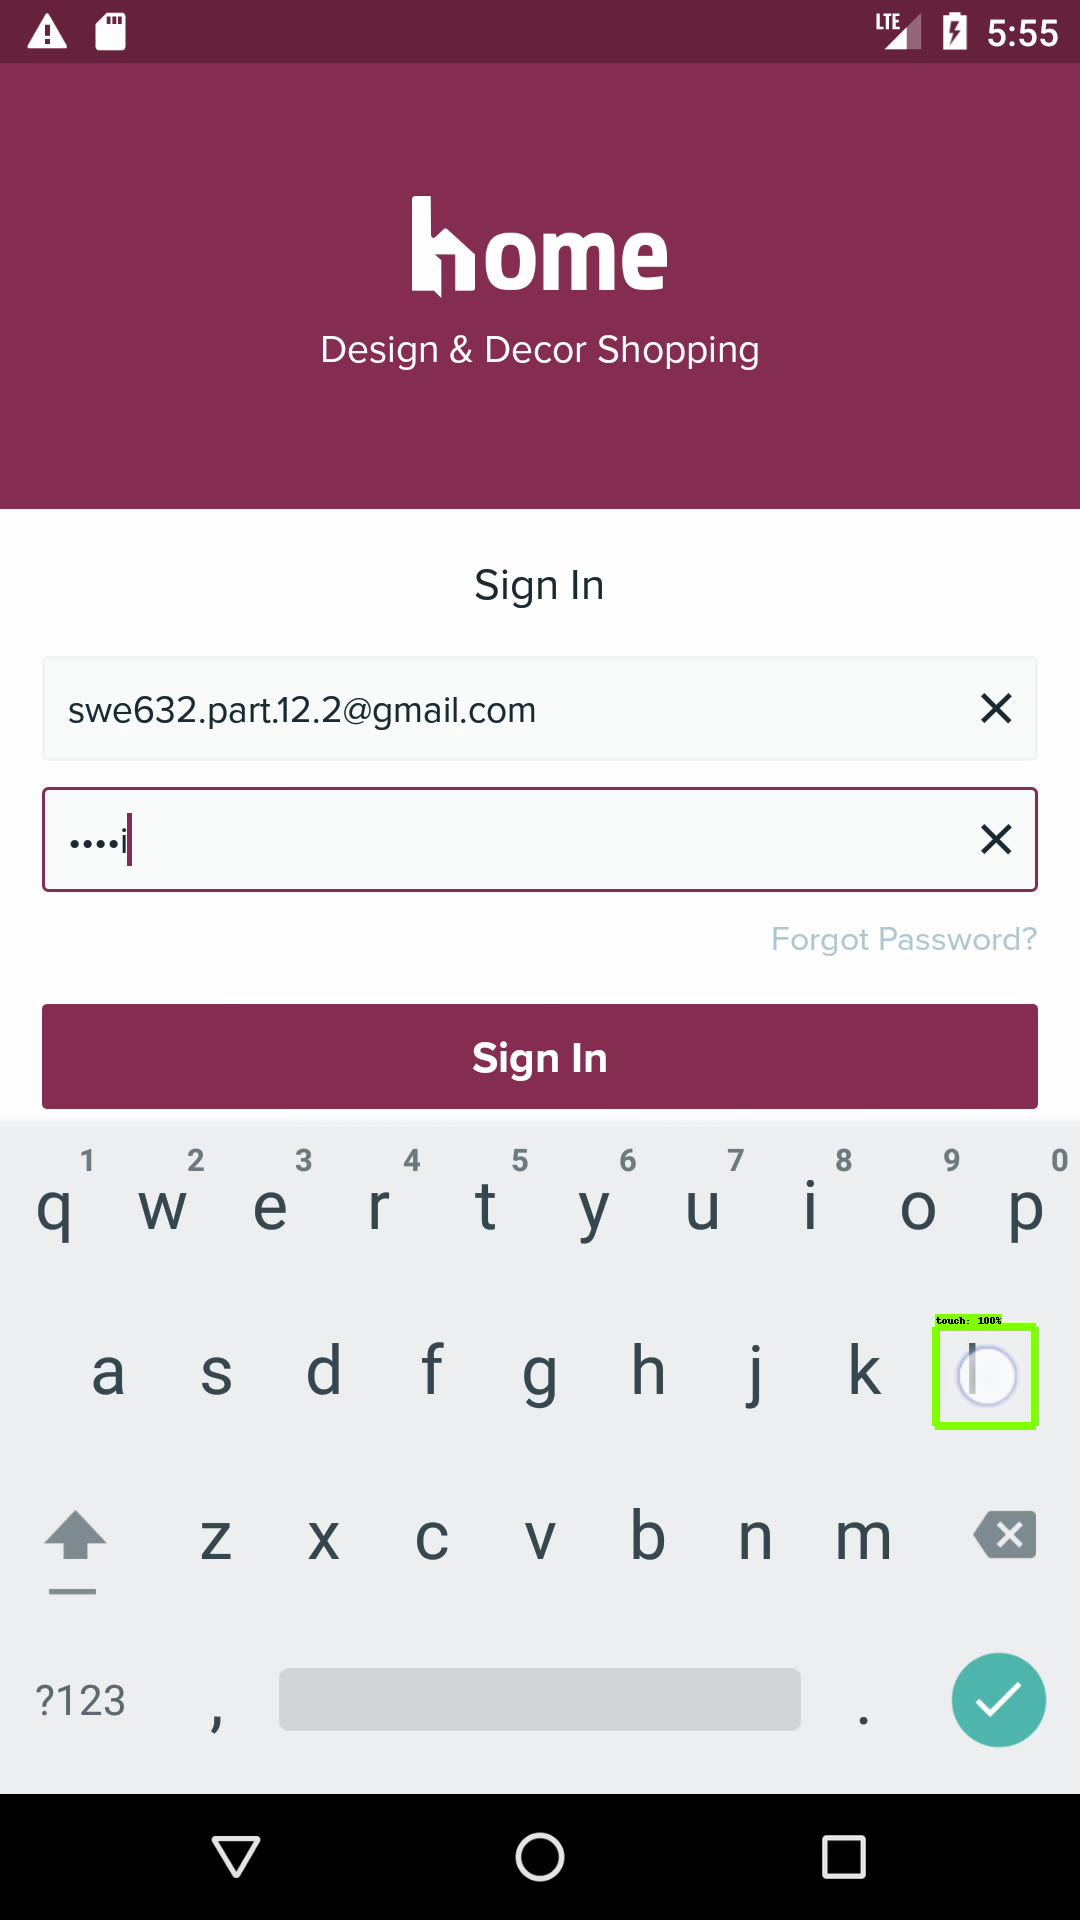 LTE 5:55
home
Design & Decor Shopping
Sign In
swe632.part.12.2@gmail.com
••••i
Forgot Password?
Sign In
1 2 3 4 5 6 7 8 9 0
q w e r t y u i o p
touch: 100%
a s d f g h j k l
z x c v b n m
?123 , .